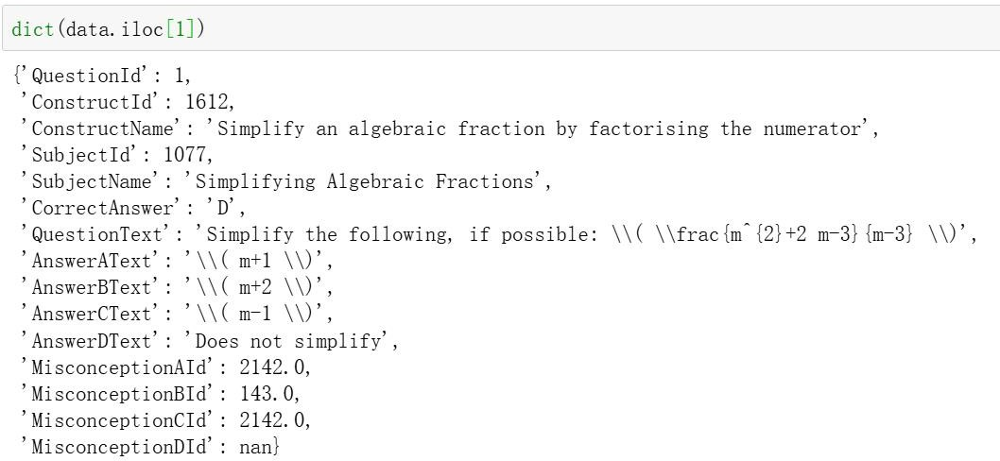 dict(data.iloc[1])
{'QuestionId': 1,
'ConstructId': 1612,
'ConstructName': 'Simplify an algebraic fraction by factorising the numerator',
'SubjectId': 1077,
'SubjectName': 'Simplifying Algebraic Fractions',
'CorrectAnswer': 'D',
'QuestionText': 'Simplify the following, if possible: \\( \\frac{m^{2}+2 m-3}{m-3} \\)',
'AnswerAText': '\\( m+1 \\)',
'AnswerBText': '\\( m+2 \\)',
'AnswerCText': '\\( m-1 \\)',
'AnswerDText': 'Does not simplify',
'MisconceptionAId': 2142.0,
'MisconceptionBId': 143.0,
'MisconceptionCId': 2142.0,
'MisconceptionDId': nan}